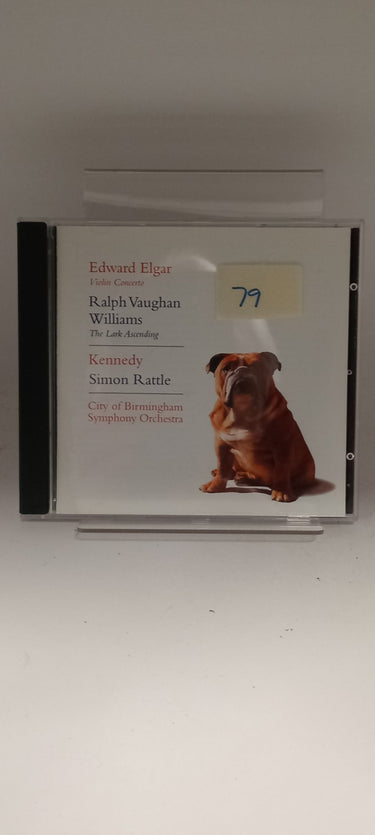 Edward Elgar
Violin Concerto
Ralph Vaughan
Williams
The Lark Ascending
Kennedy
Simon Rattle
City of Birmingham
Symphony Orchestra
79